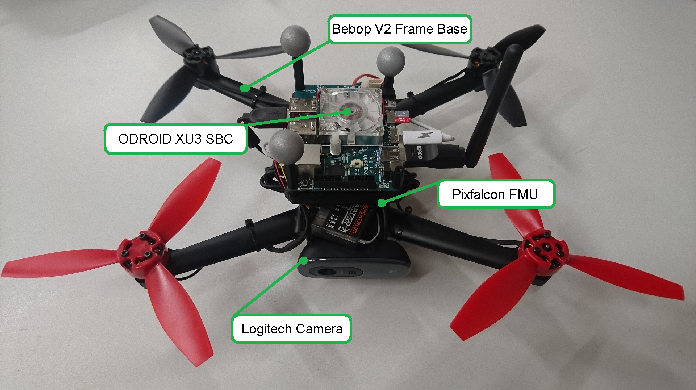 Bebop V2 Frame Base
ODROID XU3 SBC
Pixfalcon FMU
Logitech Camera